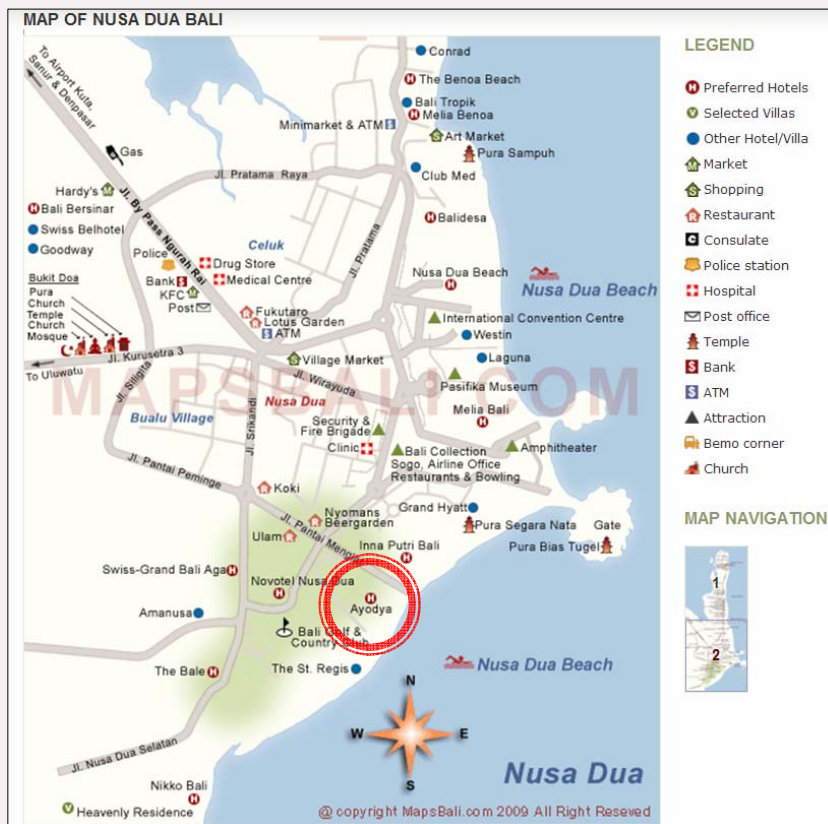 MAP OF NUSA DUA BALI
To Airport Kuta,
Sanur & Denpasar
Conrad
The Benoa Beach
Bali Tropik
Melia Benoa
Minimarket & ATM
Art Market
Pura Sampuh
Gas
Club Med
Jl. Pratama Raya
Hardy's
Bali Bersinar
Swiss Belhotel
Goodway
Jl. By Pass Ngurah Rai
Balidesa
Celuk
Jl. Pratama
Police
Drug Store
Medical Centre
Bank
KFC
Post
Nusa Dua Beach
Nusa Dua Beach
Bukit Doa
Pura
Church
Temple
Church
Mosque
Fukutaro
Lotus Garden
ATM
International Convention Centre
Westin
Laguna
Jl. Kurusetra 3
To Uluwatu
Jl. Siligita
Village Market
Jl. Wirayuda
Pasifika Museum
MAPSBALI.COM
Nusa Dua
Melia Bali
Bualu Village
Jl. Srikandi
Security &
Fire Brigade
Clinic
Bali Collection
Sogo, Airline Office
Restaurants & Bowling
Amphitheater
Jl. Pantai Peminge
Koki
Nyomans
Beergarden
Grand Hyatt
Pura Segara Nata
Gate
Ulam
Inna Putri Bali
Pura Bias Tugel
Swiss-Grand Bali Aga
Novotel Nusa Dua
Ayodya
Amanusa
Bali Golf &
Country Club
The Bale
The St. Regis
Nusa Dua Beach
N
W
E
S
Jl. Nusa Dua Selatan
Nikko Bali
Heavenly Residence
Nusa Dua
@ copyright MapsBali.com 2009 All Right Reseved
LEGEND
H Preferred Hotels
V Selected Villas
Other Hotel/Villa
M Market
S Shopping
R Restaurant
C Consulate
Police station
Hospital
Post office
Temple
$ Bank
$ ATM
Attraction
Bemo corner
Church
MAP NAVIGATION
1
2